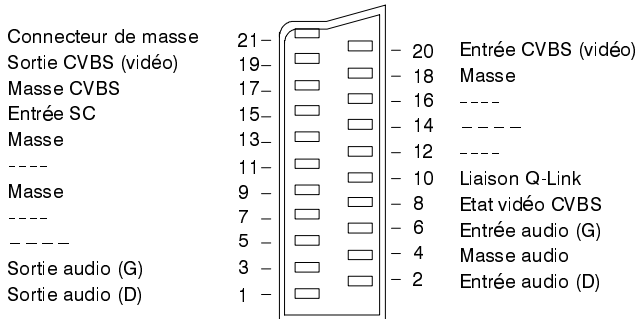 Connecteur de masse 21
Sortie CVBS (vidéo) 19
Masse CVBS 17
Entrée SC 15
Masse 13
---- 11
Masse 9
---- 7
---- 5
Sortie audio (G) 3
Sortie audio (D) 1
20 Entrée CVBS (vidéo)
18 Masse
16 ----
14 ----
12 ----
10 Liaison Q-Link
8 Etat vidéo CVBS
6 Entrée audio (G)
4 Masse audio
2 Entrée audio (D)